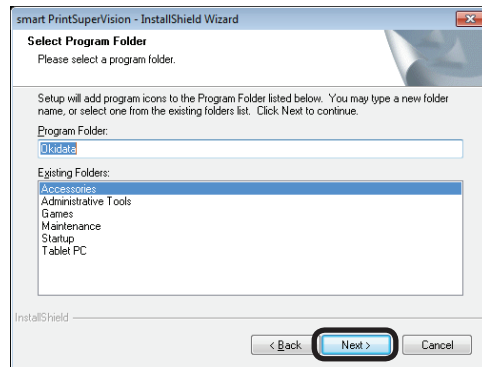 smart PrintSuperVision - InstallShield Wizard
Select Program Folder
Please select a program folder.
Setup will add program icons to the Program Folder listed below. You may type a new folder
name, or select one from the existing folders list. Click Next to continue.
Program Folder:
Okidata
Existing Folders:
Accessories
Administrative Tools
Games
Maintenance
Startup
Tablet PC
InstallShield
< Back
Next >
Cancel